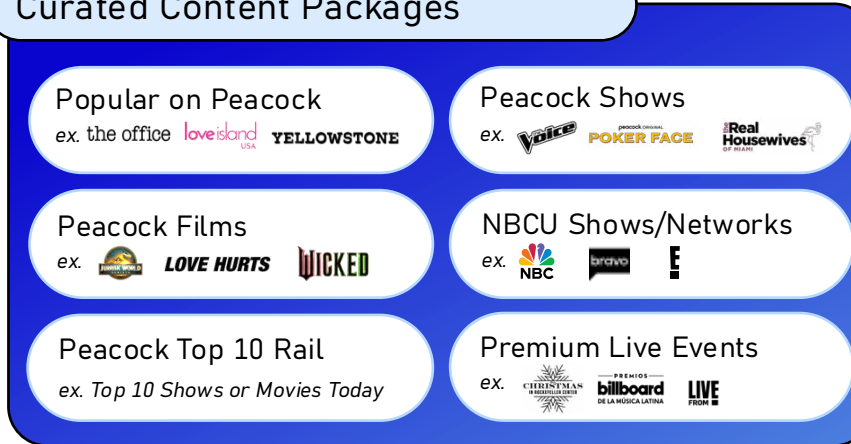 Curated Content Packages
Popular on Peacock
ex. the office love island USA YELLOWSTONE
Peacock Shows
ex. the Voice peacock ORIGINAL POKER FACE the Real Housewives OF MIAMI
Peacock Films
ex. JURASSIC WORLD LOVE HURTS WICKED
NBCU Shows/Networks
ex. NBC bravo E
Peacock Top 10 Rail
ex. Top 10 Shows or Movies Today
Premium Live Events
ex. CHRISTMAS IN ROCKEFELLER CENTER PREMIOS billboard DE LA MÚSICA LATINA LIVE FROM E